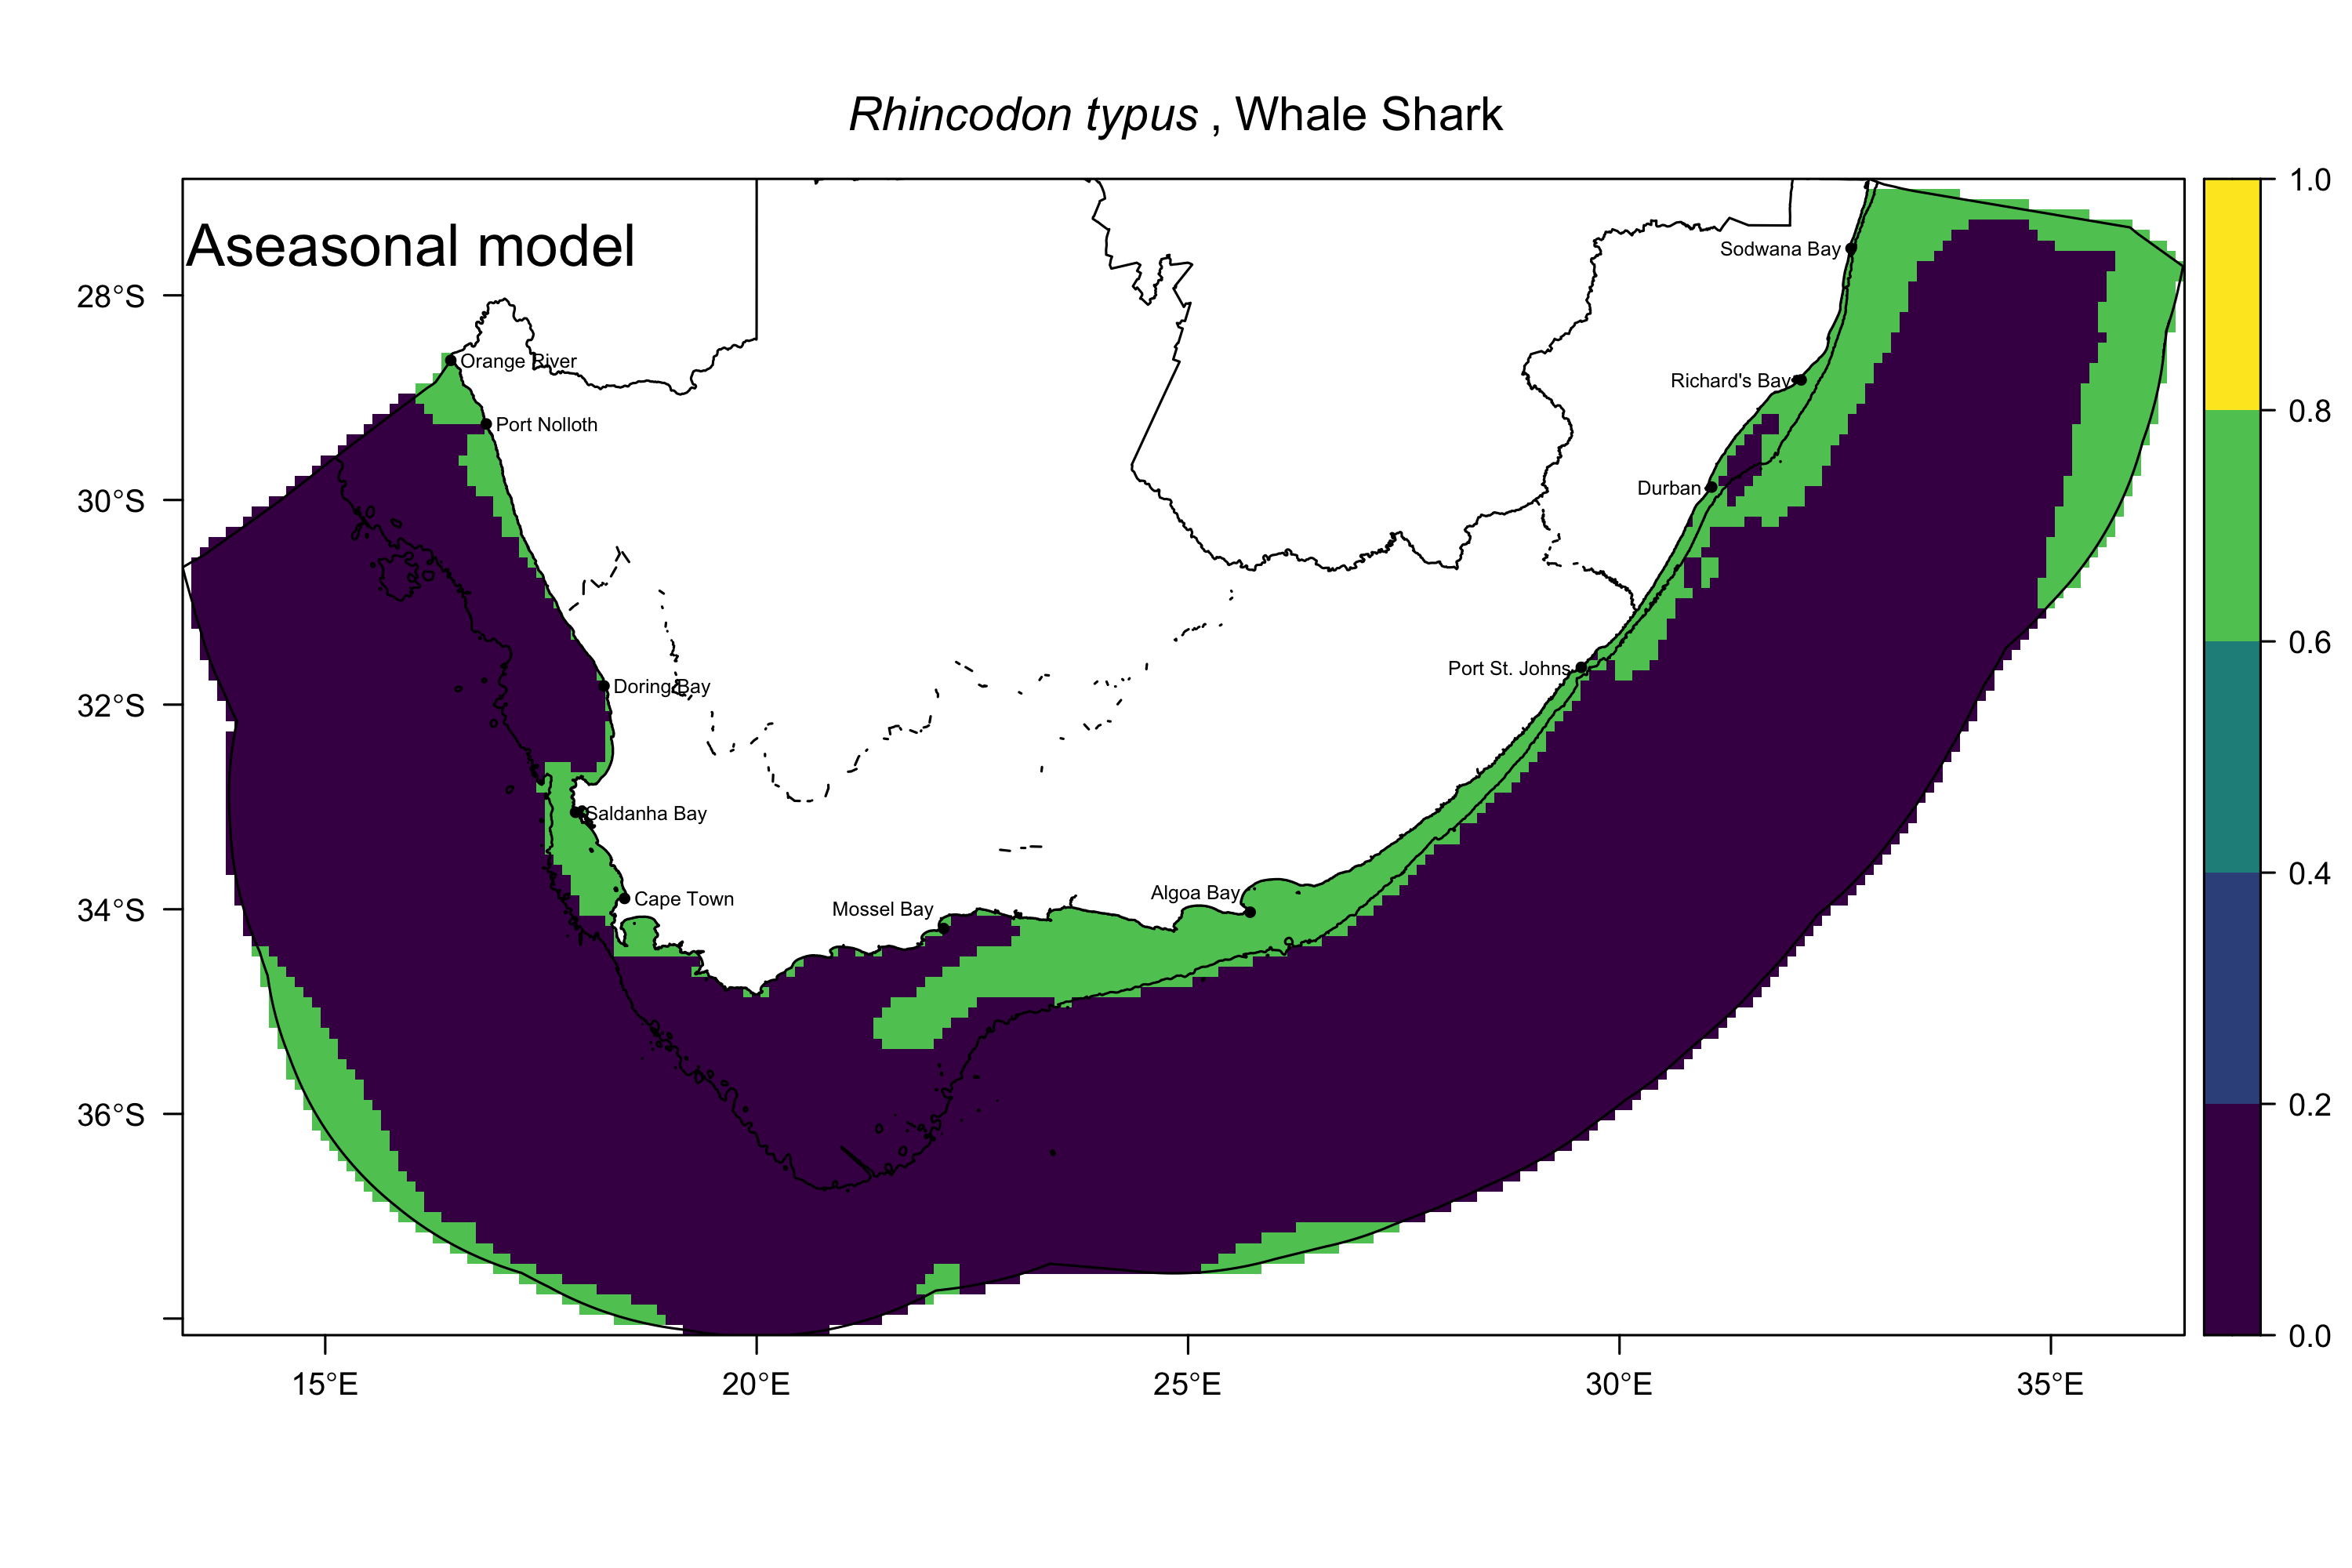 Rhincodon typus , Whale Shark
Aseasonal model
1.0
0.8
0.6
0.4
0.2
0.0
28°S
30°S
32°S
34°S
36°S
Sodwana Bay
Orange River
Richard's Bay
Port Nolloth
Durban
Port St. Johns
Doring Bay
Saldanha Bay
Algoa Bay
Cape Town
Mossel Bay
15°E
20°E
25°E
30°E
35°E